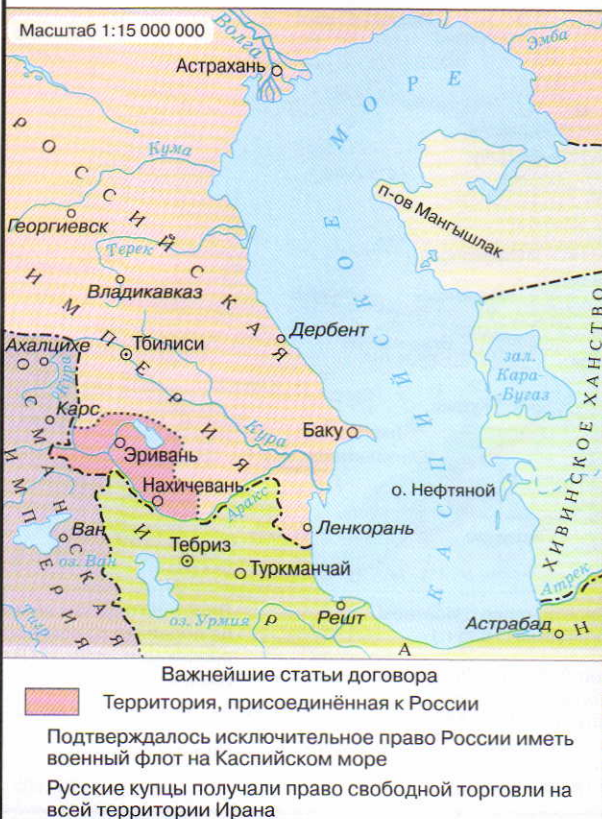 Масштаб 1:15 000 000
Волга
Эмба
Астрахань
КАСПИЙСКОЕ МОРЕ
РОССИЙСКАЯ ИМПЕРИЯ
Кума
п-ов Мангышлак
Георгиевск
Терек
Владикавказ
Дербент
Ахалцихе
Тбилиси
Кура
зал.
Кара-
-Бугаз
ХИВИНСКОЕ ХАНСТВО
Карс
Кура
Баку
Эривань
ОСМАНСКАЯ ИМПЕРИЯ
Нахичевань
Аракс
о. Нефтяной
Ленкорань
Ван
оз. Ван
Тебриз
Туркманчай
Атрек
Тигр
оз. Урмия
Решт
Астрабад
ИРАН
Важнейшие статьи договора
Территория, присоединённая к России
Подтверждалось исключительное право России иметь
военный флот на Каспийском море
Русские купцы получали право свободной торговли на
всей территории Ирана